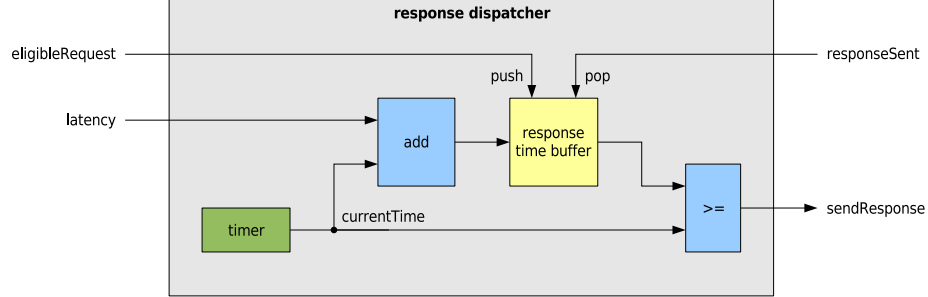 response dispatcher
eligibleRequest
responseSent
push
pop
latency
add
response
time buffer
currentTime
timer
>=
sendResponse